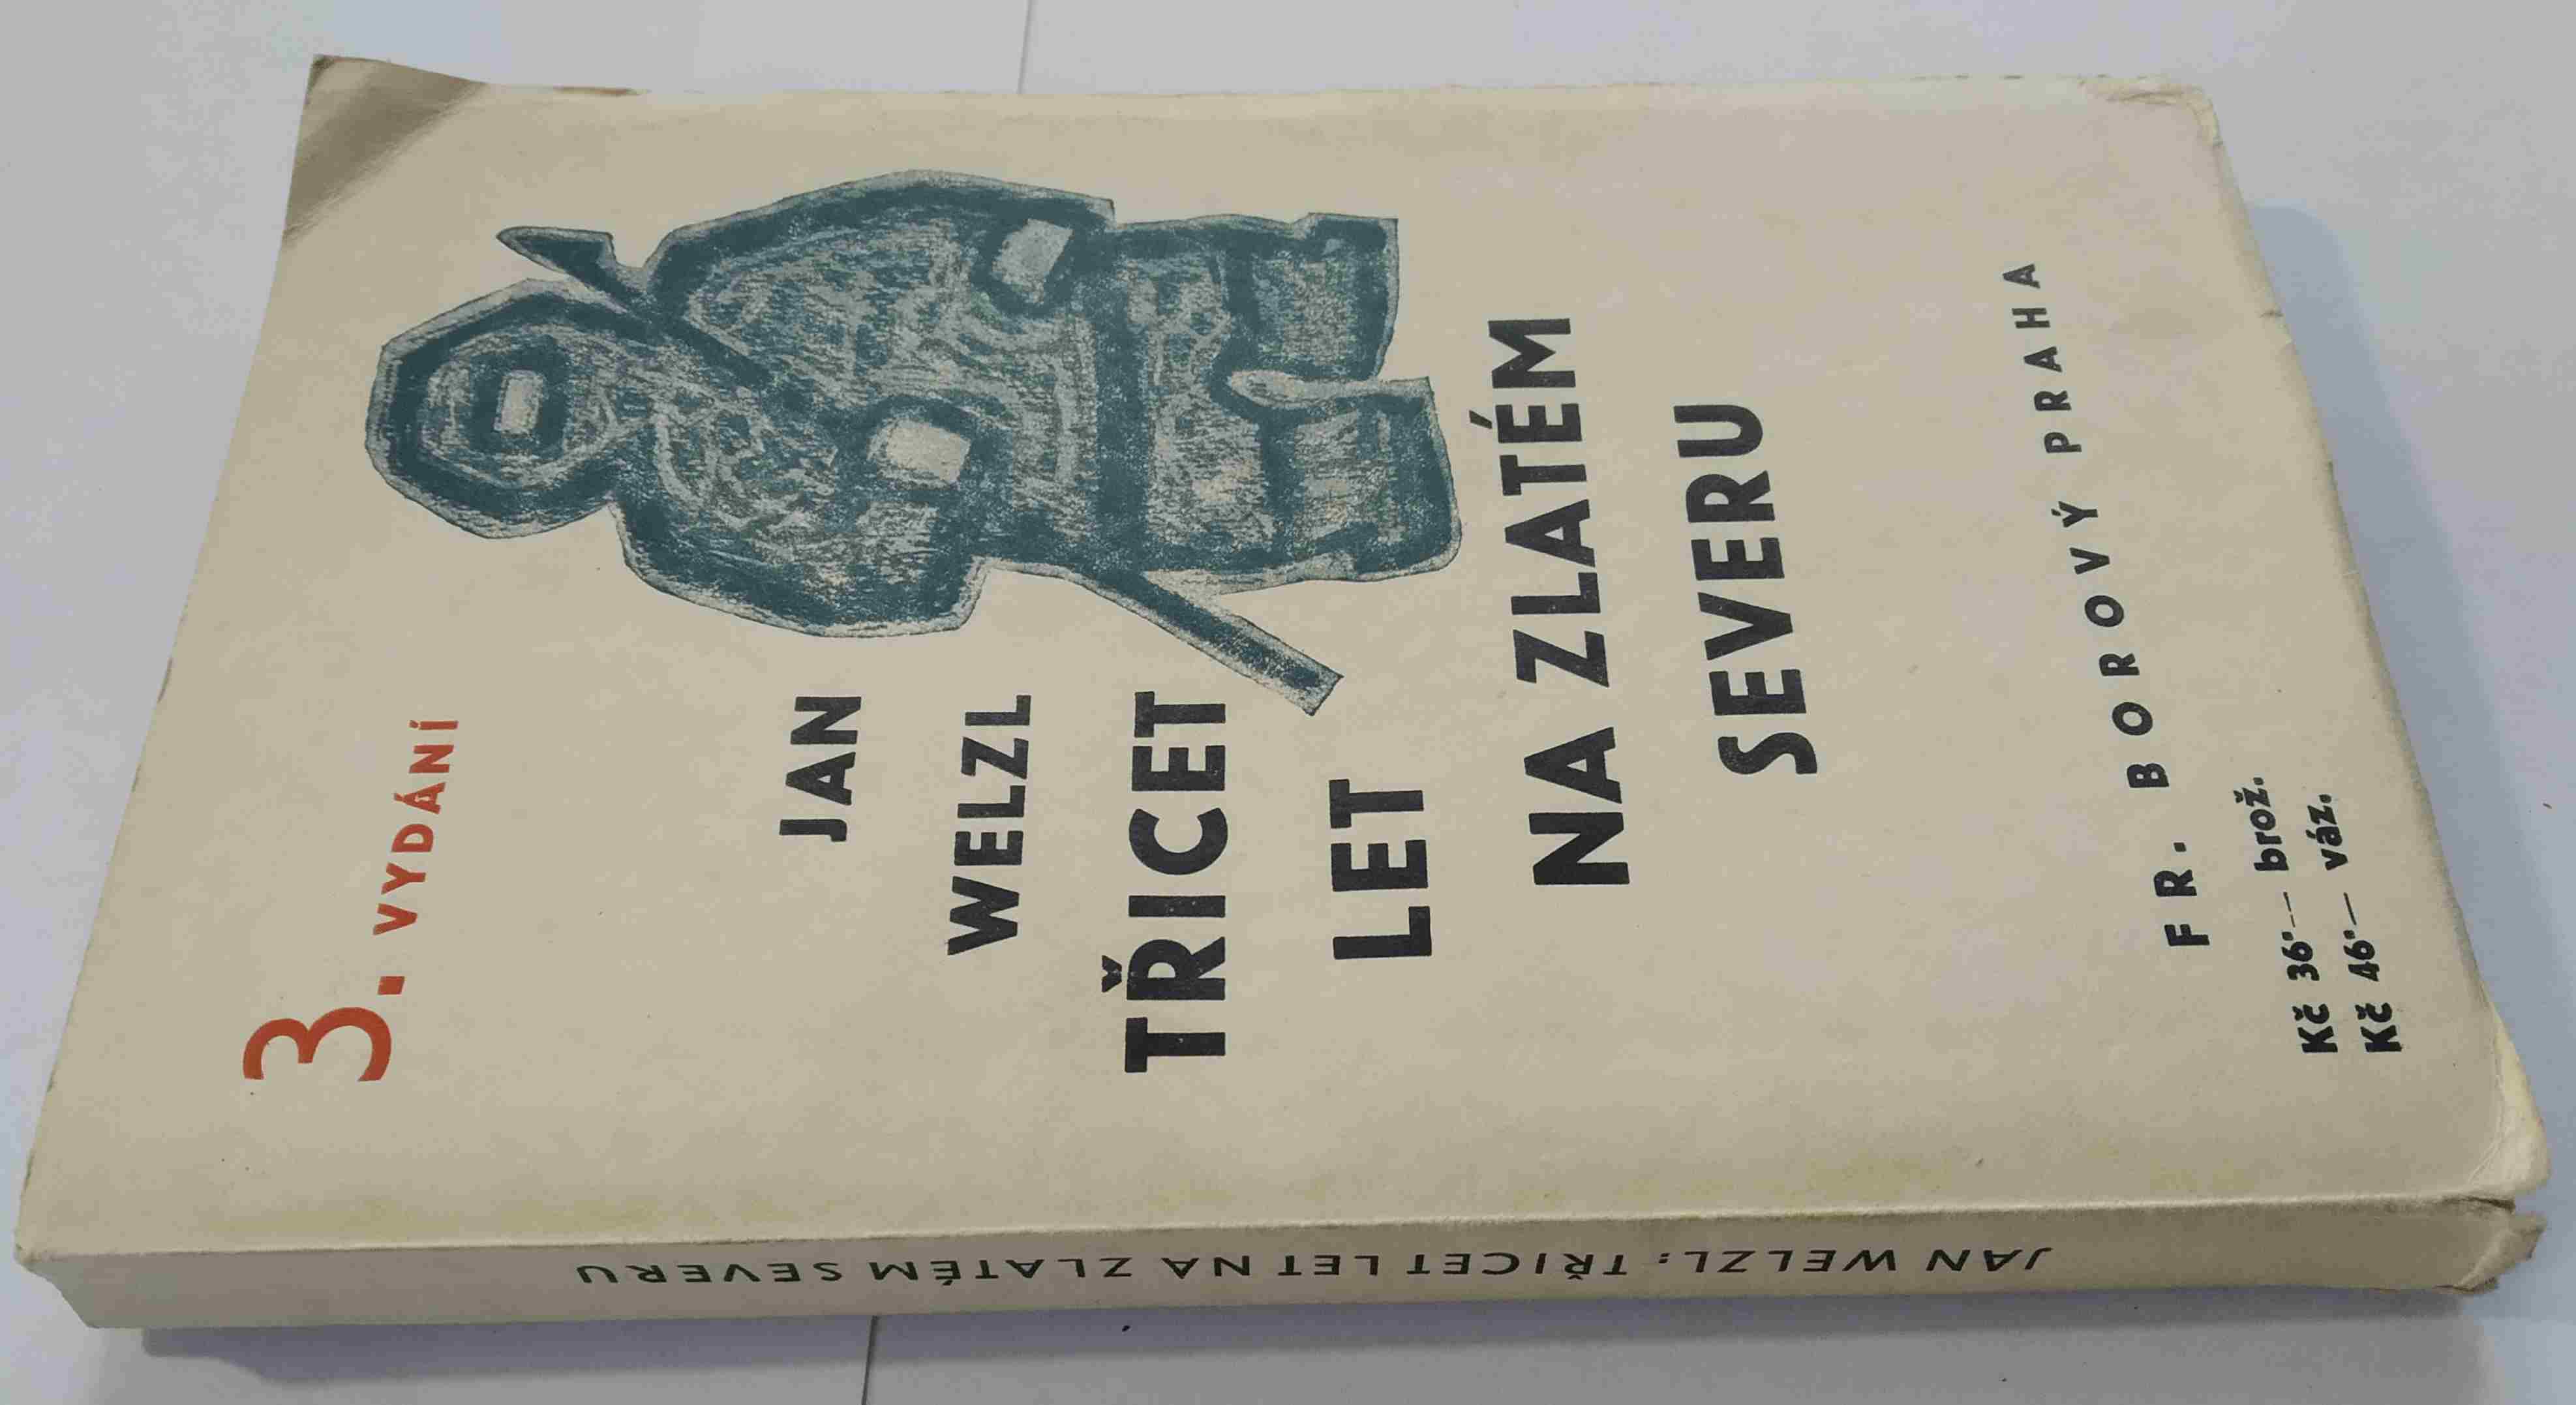 3. VYDÁNÍ
JAN
WELZL
TŘICET
LET
NA ZLATÉM
SEVERU
FR. BOROVÝ PRAHA
Kč 36·— brož.
Kč 46·— váz.
JAN WELZL: TŘICET LET NA ZLATÉM SEVERU